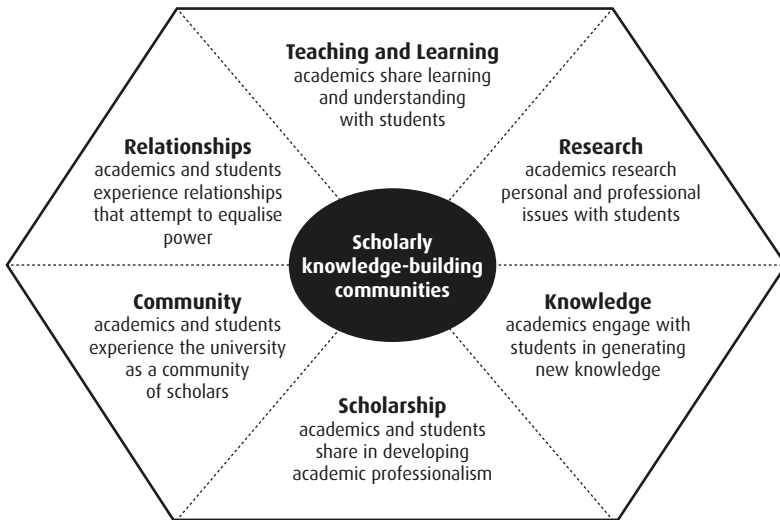 Teaching and Learning
academics share learning
and understanding
with students
Relationships
academics and students
experience relationships
that attempt to equalise
power
Research
academics research
personal and professional
issues with students
Scholarly
knowledge-building
communities
Community
academics and students
experience the university
as a community
of scholars
Knowledge
academics engage with
students in generating
new knowledge
Scholarship
academics and students
share in developing
academic professionalism